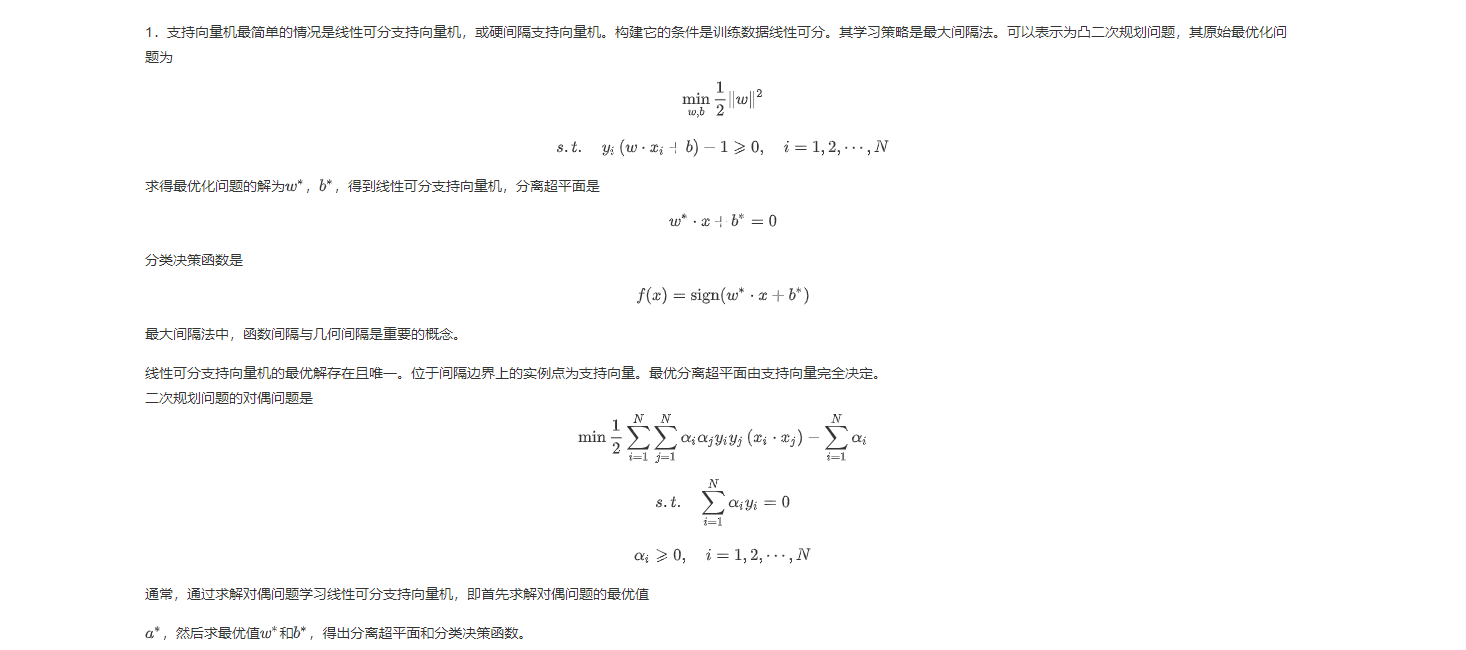 1. 支持向量机最简单的情况是线性可分支持向量机，或硬间隔支持向量机。构建它的条件是训练数据线性可分。其学习策略是最大间隔法。可以表示为凸二次规划问题，其原始最优化问
题为
$\min_{w,b} \frac{1}{2}\|w\|^2$
$s.t. \quad y_i (w \cdot x_i + b) - 1 \geqslant 0, \quad i = 1, 2, \cdots, N$
求得最优化问题的解为$w^*$，$b^*$，得到线性可分支持向量机，分离超平面是
$w^* \cdot x + b^* = 0$
分类决策函数是
$f(x) = \text{sign}(w^* \cdot x + b^*)$
最大间隔法中，函数间隔与几何间隔是重要的概念。
线性可分支持向量机的最优解存在且唯一。位于间隔边界上的实例点为支持向量。最优分离超平面由支持向量完全决定。
二次规划问题的对偶问题是
$\min \frac{1}{2} \sum_{i=1}^{N} \sum_{j=1}^{N} \alpha_i \alpha_j y_i y_j (x_i \cdot x_j) - \sum_{i=1}^{N} \alpha_i$
$s.t. \quad \sum_{i=1}^{N} \alpha_i y_i = 0$
$\alpha_i \geqslant 0, \quad i = 1, 2, \cdots, N$
通常，通过求解对偶问题学习线性可分支持向量机，即首先求解对偶问题的最优值
$a^*$，然后求最优值$w^*$和$b^*$，得出分离超平面和分类决策函数。